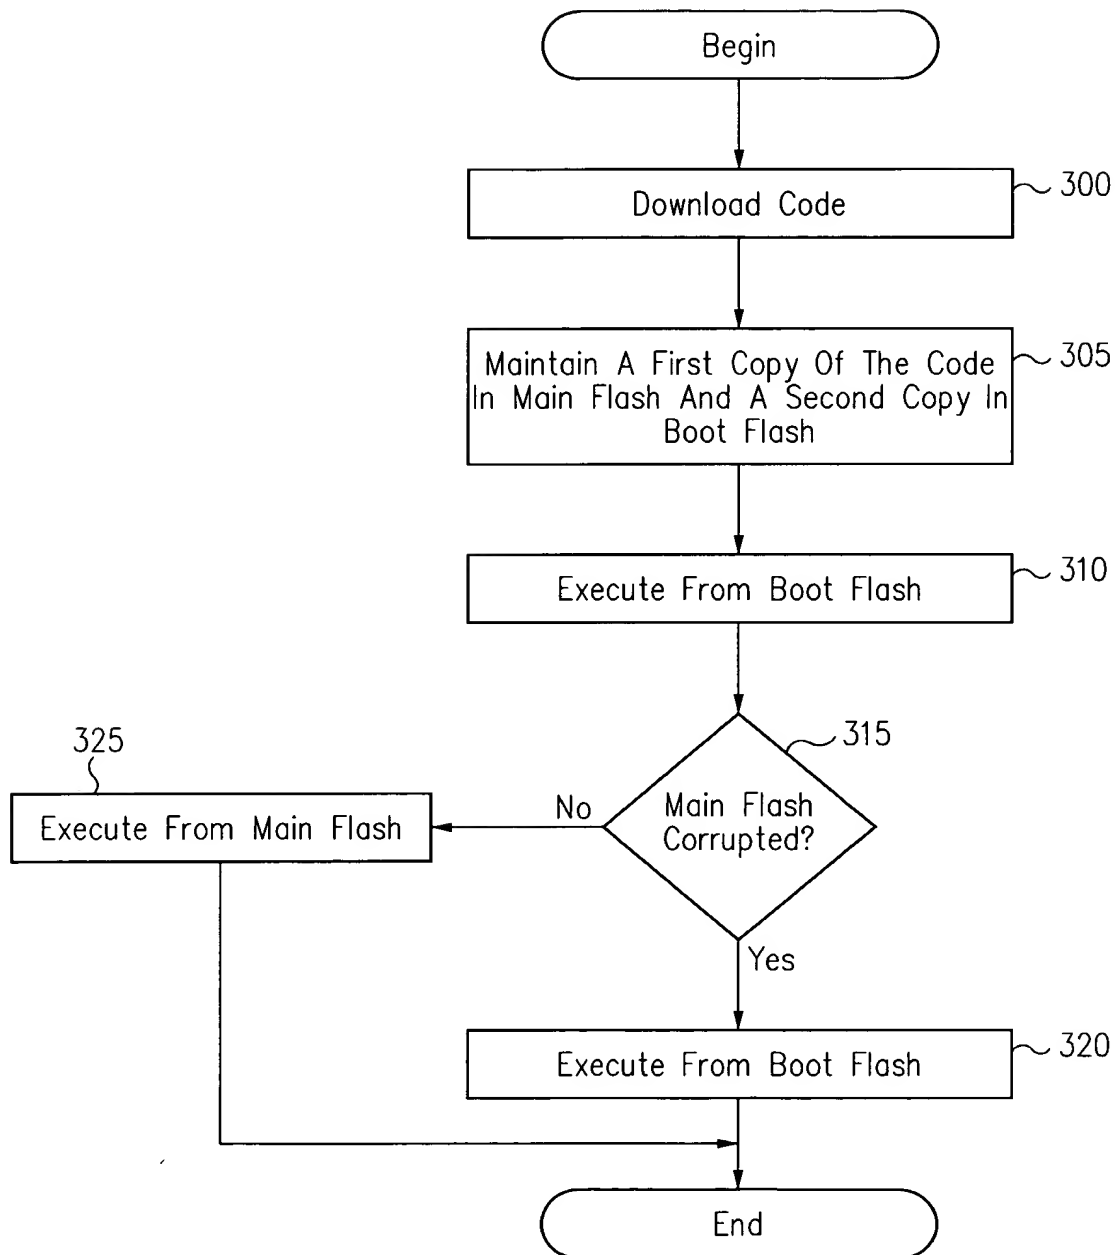 Begin
Download Code
300
Maintain A First Copy Of The Code
In Main Flash And A Second Copy In
Boot Flash
305
Execute From Boot Flash
310
315
Main Flash
Corrupted?
No
325
Execute From Main Flash
Yes
Execute From Boot Flash
320
End